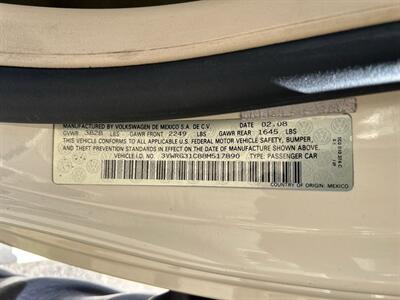 MANUFACTURED BY VOLKSWAGEN DE MEXICO S.A. DE C.V. DATE 02.08
GVWR 3828 LBS GAWR FRONT 2249 LBS GAWR REAR 1645 LBS
THIS VEHICLE CONFORMS TO ALL APPLICABLE U.S. FEDERAL MOTOR VEHICLE SAFETY, BUMPER,
AND THEFT PREVENTION STANDARDS IN EFFECT ON THE DATE OF MANUFACTURE SHOWN ABOVE.
VEHICLE I.D. NO. 3VWRG31C88M517890 TYPE: PASSENGER CAR
COUNTRY OF ORIGIN: MEXICO